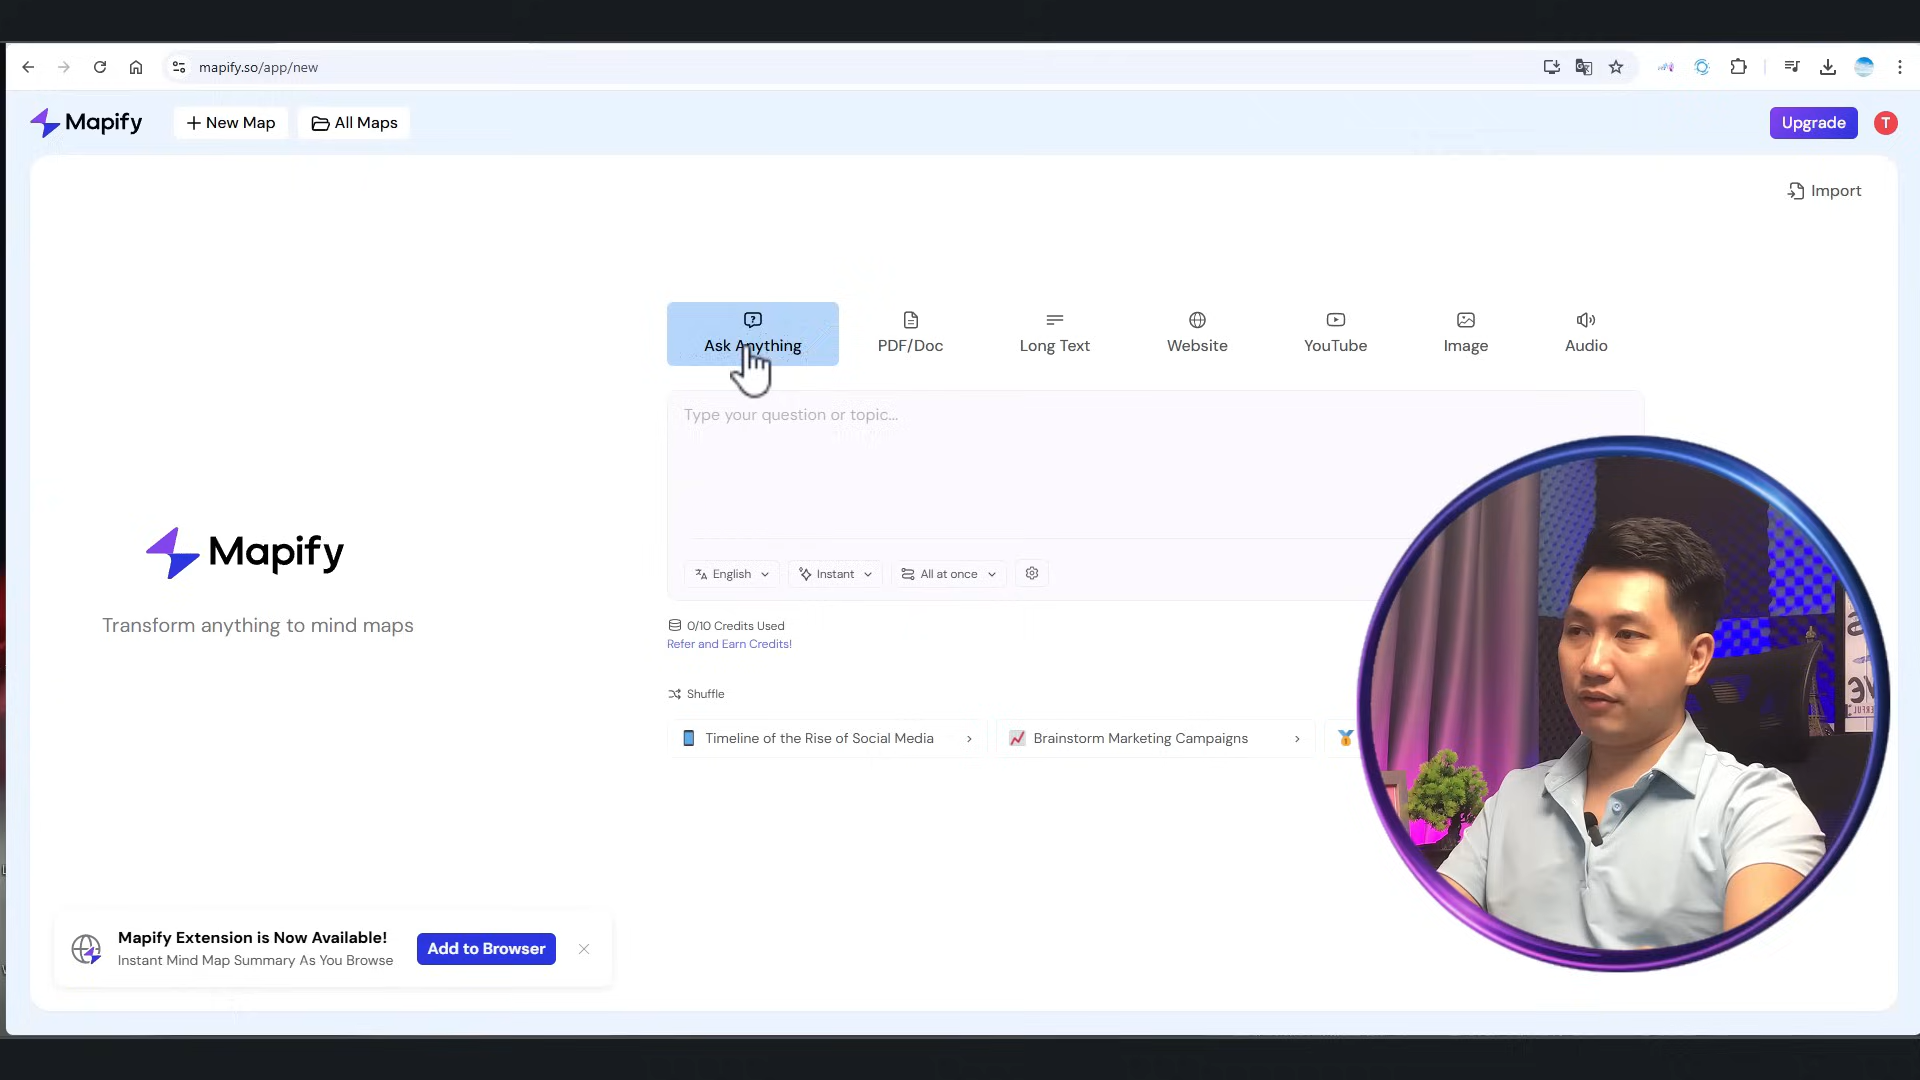 mapify.so/app/new
Mapify
New Map
All Maps
Upgrade
T
Import
Ask Anything
PDF/Doc
Long Text
Website
YouTube
Image
Audio
Type your question or topic...
English
Instant
All at once
0/10 Credits Used
Refer and Earn Credits!
Shuffle
Timeline of the Rise of Social Media
Brainstorm Marketing Campaigns
Mapify
Transform anything to mind maps
Mapify Extension is Now Available!
Instant Mind Map Summary As You Browse
Add to Browser